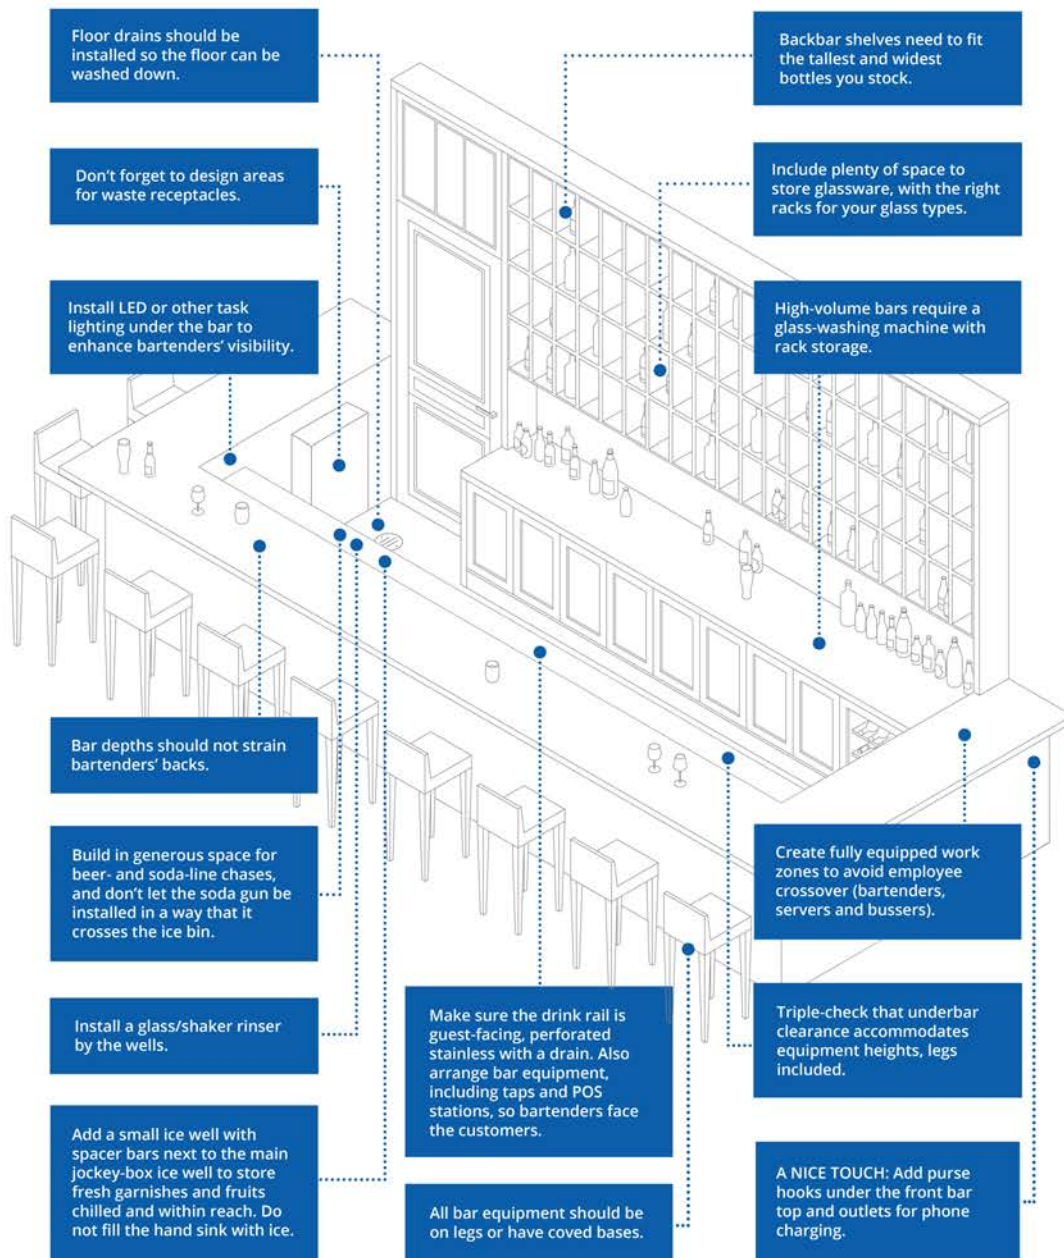 Floor drains should be
installed so the floor can be
washed down.
Don't forget to design areas
for waste receptacles.
Install LED or other task
lighting under the bar to
enhance bartenders' visibility.
Backbar shelves need to fit
the tallest and widest
bottles you stock.
Include plenty of space to
store glassware, with the right
racks for your glass types.
High-volume bars require a
glass-washing machine with
rack storage.
Bar depths should not strain
bartenders' backs.
Build in generous space for
beer- and soda-line chases,
and don't let the soda gun be
installed in a way that it
crosses the ice bin.
Install a glass/shaker rinser
by the wells.
Add a small ice well with
spacer bars next to the main
jockey-box ice well to store
fresh garnishes and fruits
chilled and within reach. Do
not fill the hand sink with ice.
Make sure the drink rail is
guest-facing, perforated
stainless with a drain. Also
arrange bar equipment,
including taps and POS
stations, so bartenders face
the customers.
All bar equipment should be
on legs or have coved bases.
Create fully equipped work
zones to avoid employee
crossover (bartenders,
servers and bussers).
Triple-check that underbar
clearance accommodates
equipment heights, legs
included.
A NICE TOUCH: Add purse
hooks under the front bar
top and outlets for phone
charging.